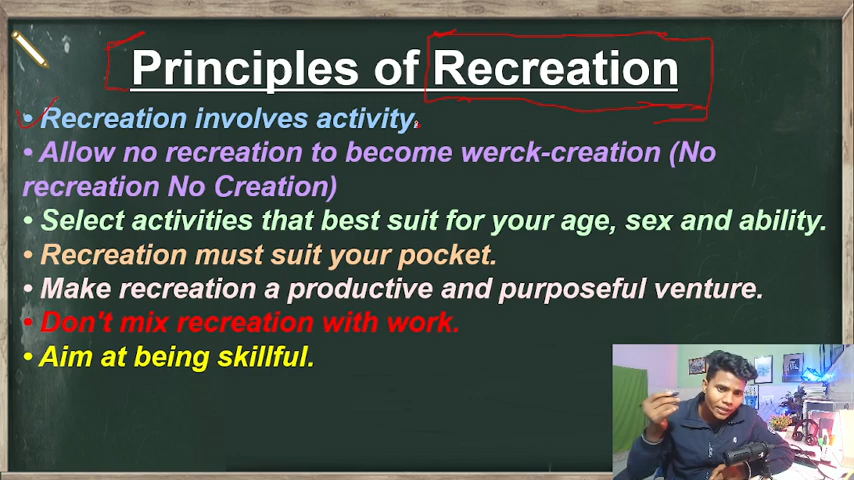 Principles of Recreation
• Recreation involves activity.
• Allow no recreation to become werck-creation (No
recreation No Creation)
• Select activities that best suit for your age, sex and ability.
• Recreation must suit your pocket.
• Make recreation a productive and purposeful venture.
• Don't mix recreation with work.
• Aim at being skillful.